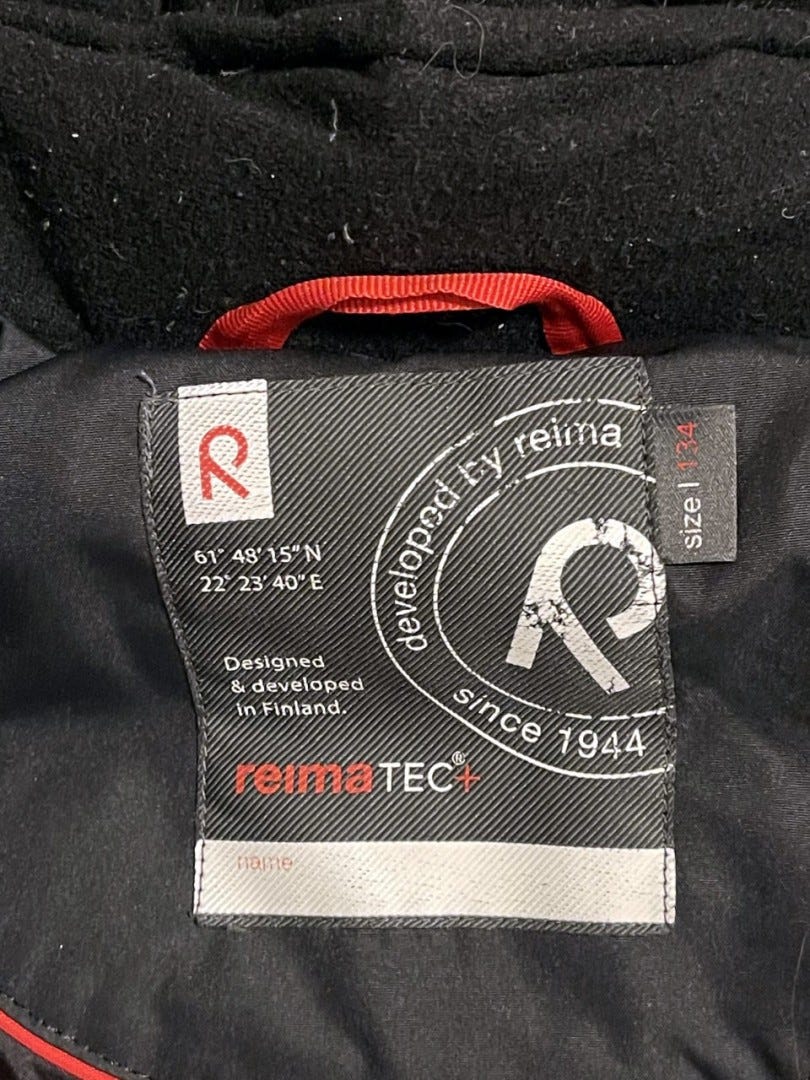 developed by reima
since 1944
size | 134
61° 48' 15" N
22° 23' 40" E
Designed
& developed
in Finland.
reimaTEC®+
name